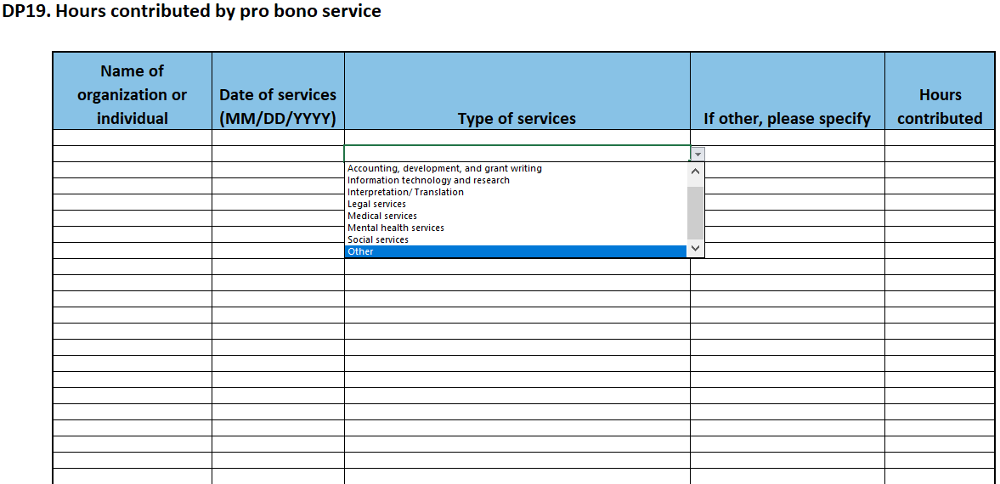 DP19. Hours contributed by pro bono service
Name of
organization or
individual
Date of services
(MM/DD/YYYY)
Type of services
If other, please specify
Hours
contributed
Accounting, development, and grant writing
Information technology and research
Interpretation/ Translation
Legal services
Medical services
Mental health services
Social services
Other